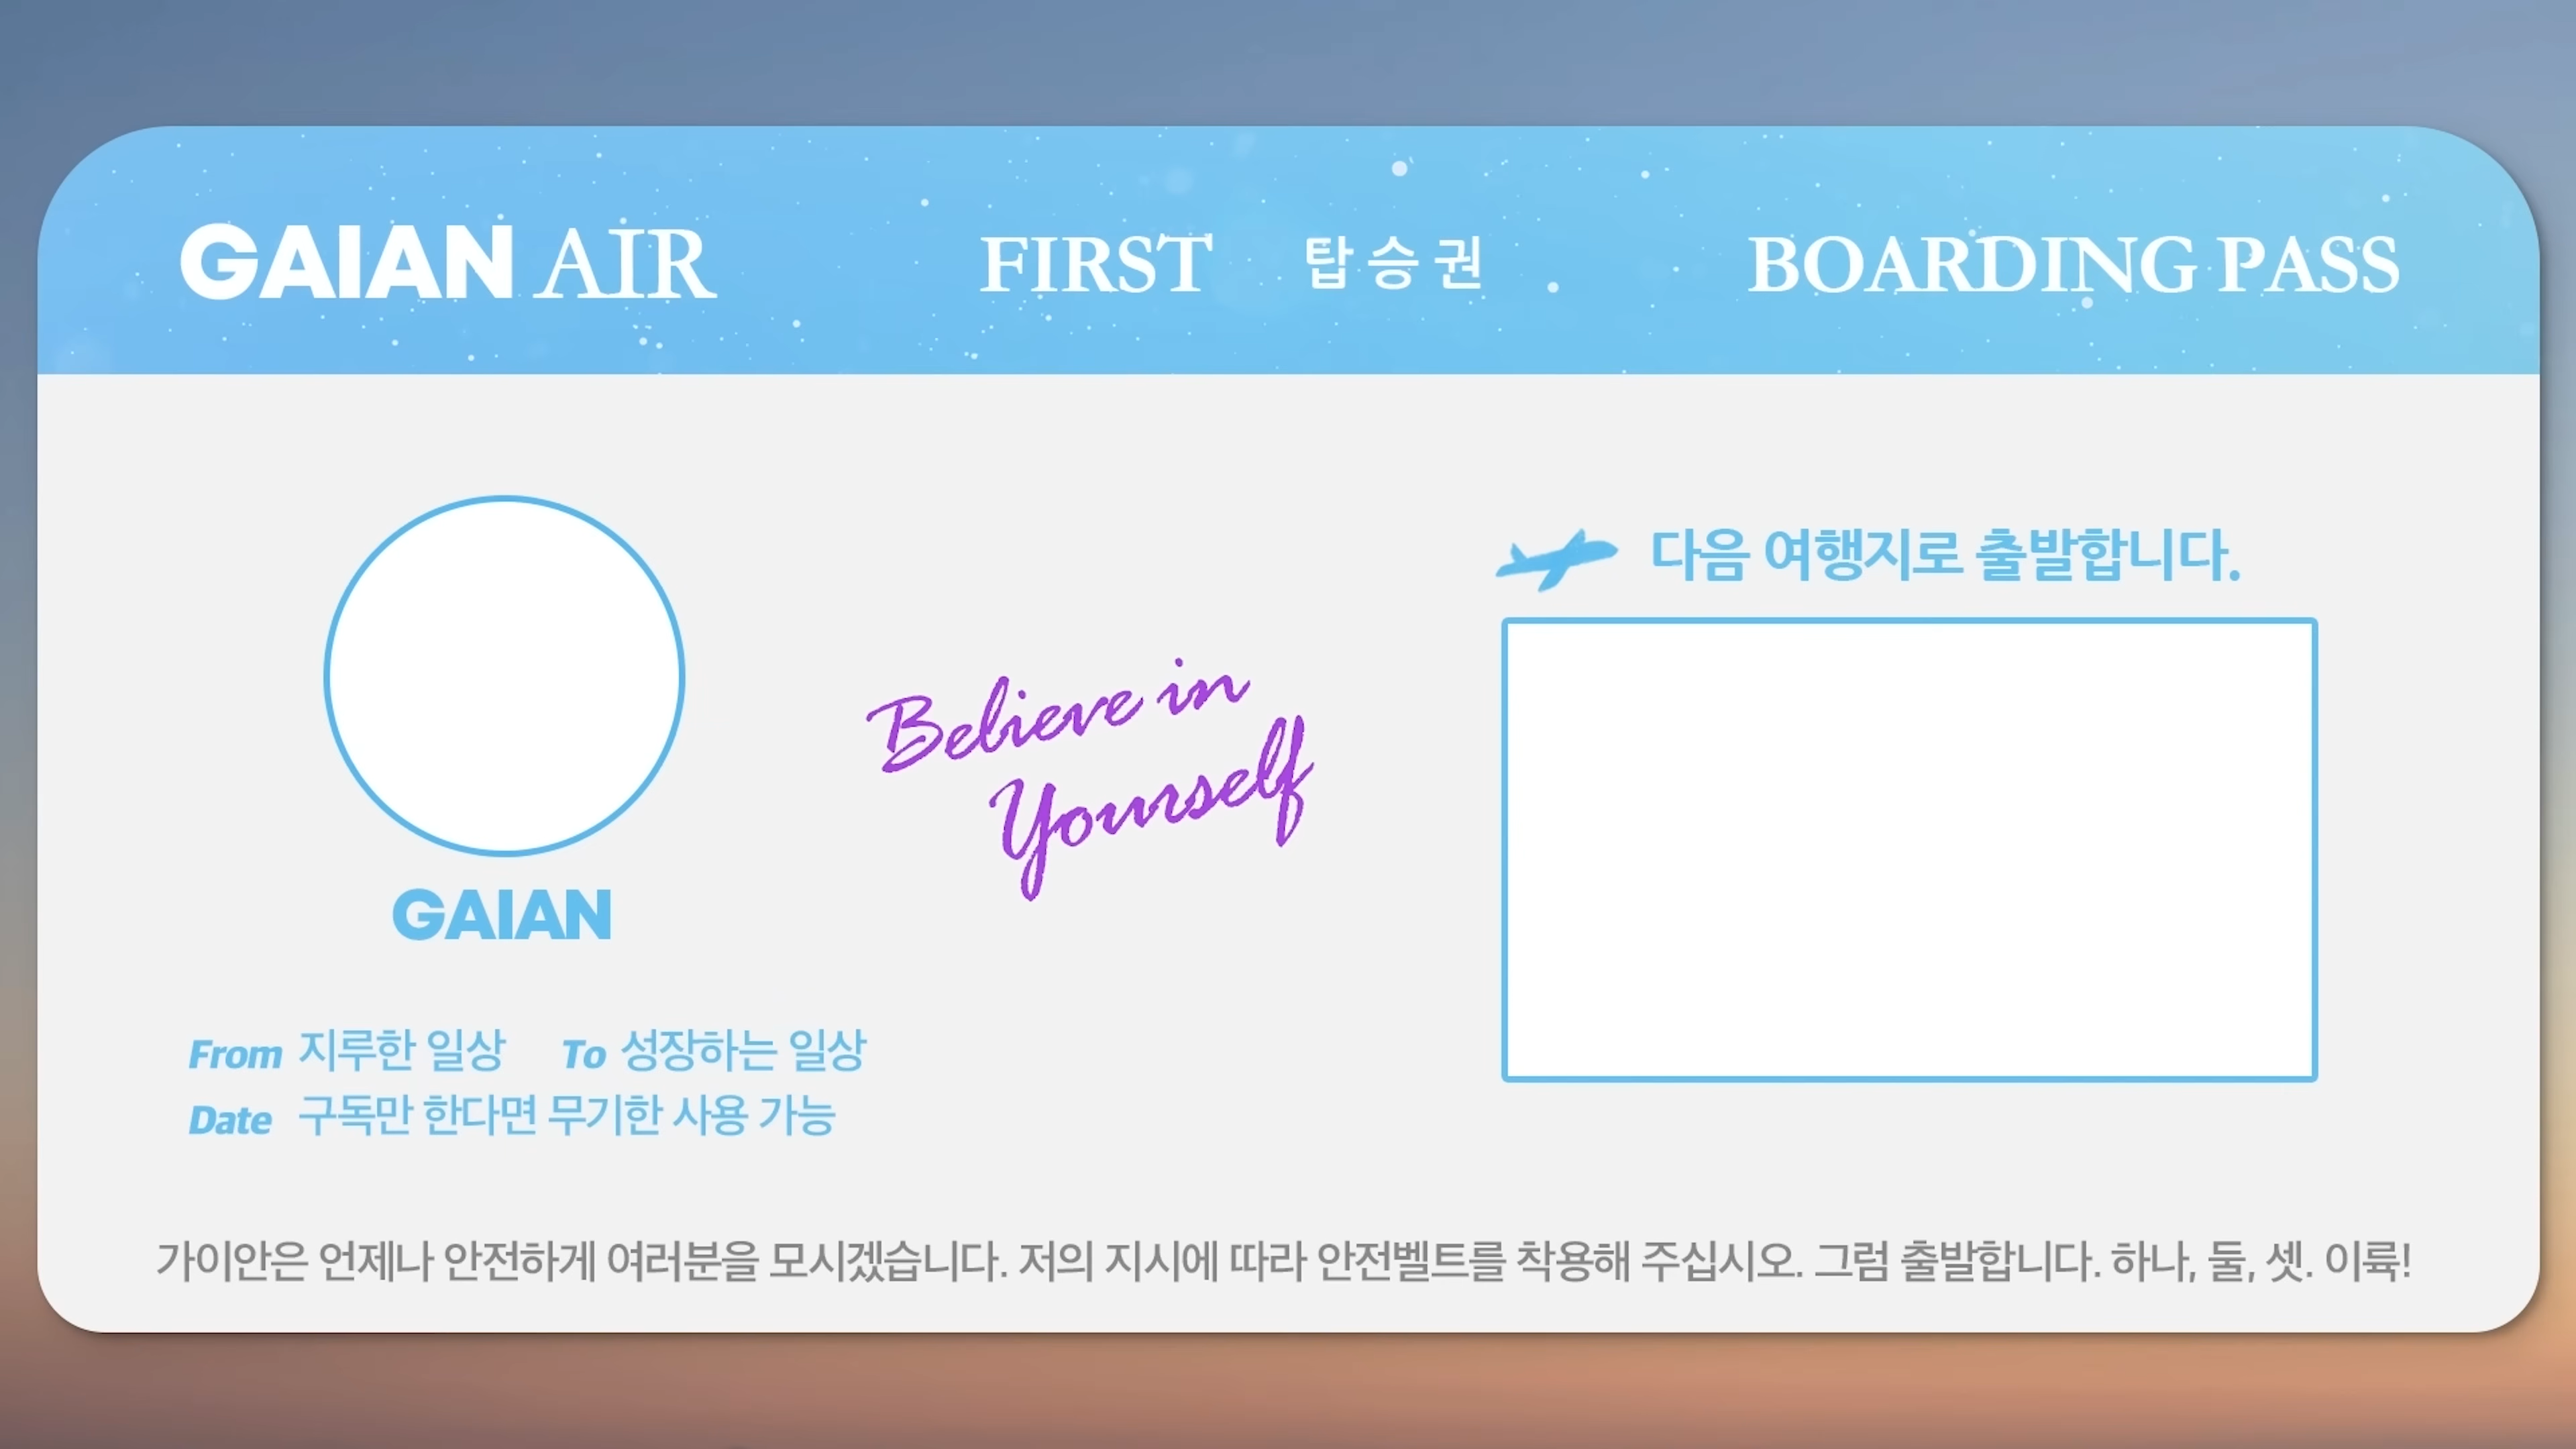 GAIAN AIR
FIRST 탑승권
BOARDING PASS
GAIAN
From 지루한 일상 To 성장하는 일상
Date 구독만 한다면 무기한 사용 가능
Believe in
Yourself
다음 여행지로 출발합니다.
가이안은 언제나 안전하게 여러분을 모시겠습니다. 저의 지시에 따라 안전벨트를 착용해 주십시오. 그럼 출발합니다. 하나, 둘, 셋. 이륙!